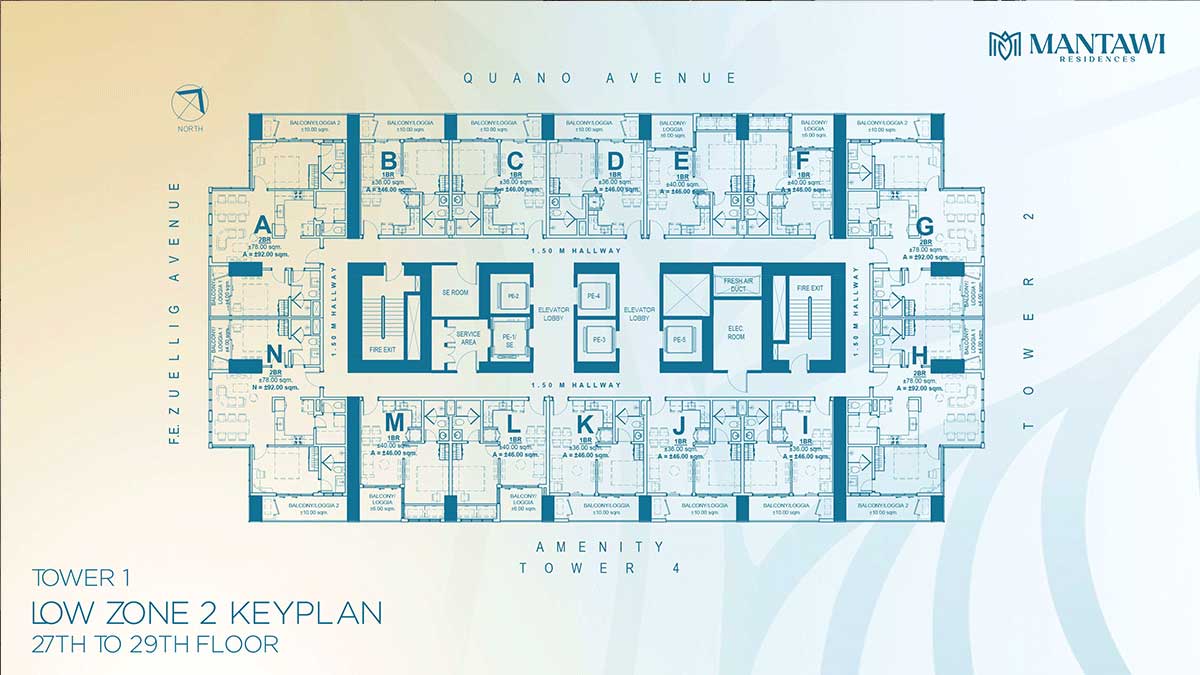 MANTAWI
RESIDENCES
QUANO AVENUE
NORTH
FE.ZUELLIG AVENUE
TOWER 2
BALCONY/LOGGIA 2
±10.00 sqm.
BALCONY/LOGGIA
±10.00 sqm.
BALCONY/LOGGIA
±10.00 sqm.
BALCONY/LOGGIA
±10.00 sqm.
BALCONY/
LOGGIA
±6.00 sqm.
BALCONY/
LOGGIA
±6.00 sqm.
BALCONY/LOGGIA 2
±10.00 sqm.
A
2BR
±78.00 sqm.
A = ±92.00 sqm.
B
1BR
±36.00 sqm.
A = ±46.00 sqm.
C
1BR
±36.00 sqm.
A = ±46.00 sqm.
D
1BR
±36.00 sqm.
A = ±46.00 sqm.
E
1BR
±40.00 sqm.
A = ±46.00 sqm.
F
1BR
±40.00 sqm.
A = ±46.00 sqm.
G
2BR
±78.00 sqm.
A = ±92.00 sqm.
1.50 M HALLWAY
BALCONY/
LOGGIA 1
±4.00 sqm.
BALCONY/
LOGGIA 1
±4.00 sqm.
1.50 M HALLWAY
FIRE EXIT
SE ROOM
SERVICE
AREA
PE-2
PE-1/
SE
ELEVATOR
LOBBY
PE-4
PE-3
ELEVATOR
LOBBY
PE-5
FRESH AIR
DUCT
ELEC.
ROOM
FIRE EXIT
1.50 M HALLWAY
BALCONY/
LOGGIA 1
±4.00 sqm.
BALCONY/
LOGGIA 1
±4.00 sqm.
N
2BR
±78.00 sqm.
N = ±92.00 sqm.
H
2BR
±78.00 sqm.
A = ±92.00 sqm.
1.50 M HALLWAY
M
1BR
±40.00 sqm.
A = ±46.00 sqm.
L
1BR
±40.00 sqm.
A = ±46.00 sqm.
K
1BR
±36.00 sqm.
A = ±46.00 sqm.
J
1BR
±36.00 sqm.
A = ±46.00 sqm.
I
1BR
±36.00 sqm.
A = ±46.00 sqm.
BALCONY/LOGGIA 2
±10.00 sqm.
BALCONY/
LOGGIA
±6.00 sqm.
BALCONY/
LOGGIA
±6.00 sqm.
BALCONY/LOGGIA
±10.00 sqm.
BALCONY/LOGGIA
±10.00 sqm.
BALCONY/LOGGIA
±10.00 sqm.
BALCONY/LOGGIA 2
±10.00 sqm.
AMENITY
TOWER 4
TOWER 1
LOW ZONE 2 KEYPLAN
27TH TO 29TH FLOOR